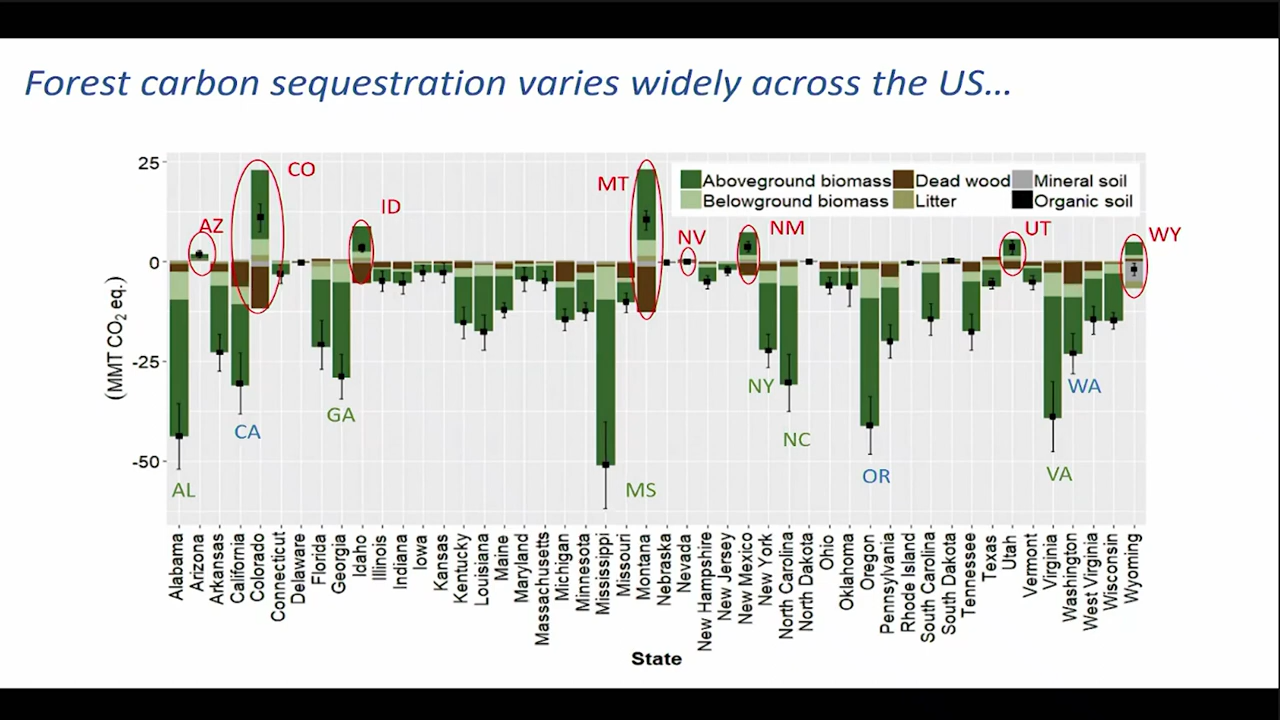 Forest carbon sequestration varies widely across the US...
25
0
-25
-50
(MMT CO2 eq.)
Aboveground biomass Dead wood Mineral soil
Belowground biomass Litter Organic soil
CO
MT
WY
AZ
ID
NV
NM
UT
NY
WA
CA
GA
NC
OR
VA
AL
MS
Alabama
Arizona
Arkansas
California
Colorado
Connecticut
Delaware
Florida
Georgia
Idaho
Illinois
Indiana
Iowa
Kansas
Kentucky
Louisiana
Maine
Maryland
Massachusetts
Michigan
Minnesota
Mississippi
Missouri
Montana
Nebraska
Nevada
New Hampshire
New Jersey
New Mexico
New York
North Carolina
North Dakota
Ohio
Oklahoma
Oregon
Pennsylvania
Rhode Island
South Carolina
South Dakota
Tennessee
Texas
Utah
Vermont
Virginia
Washington
West Virginia
Wisconsin
Wyoming
State